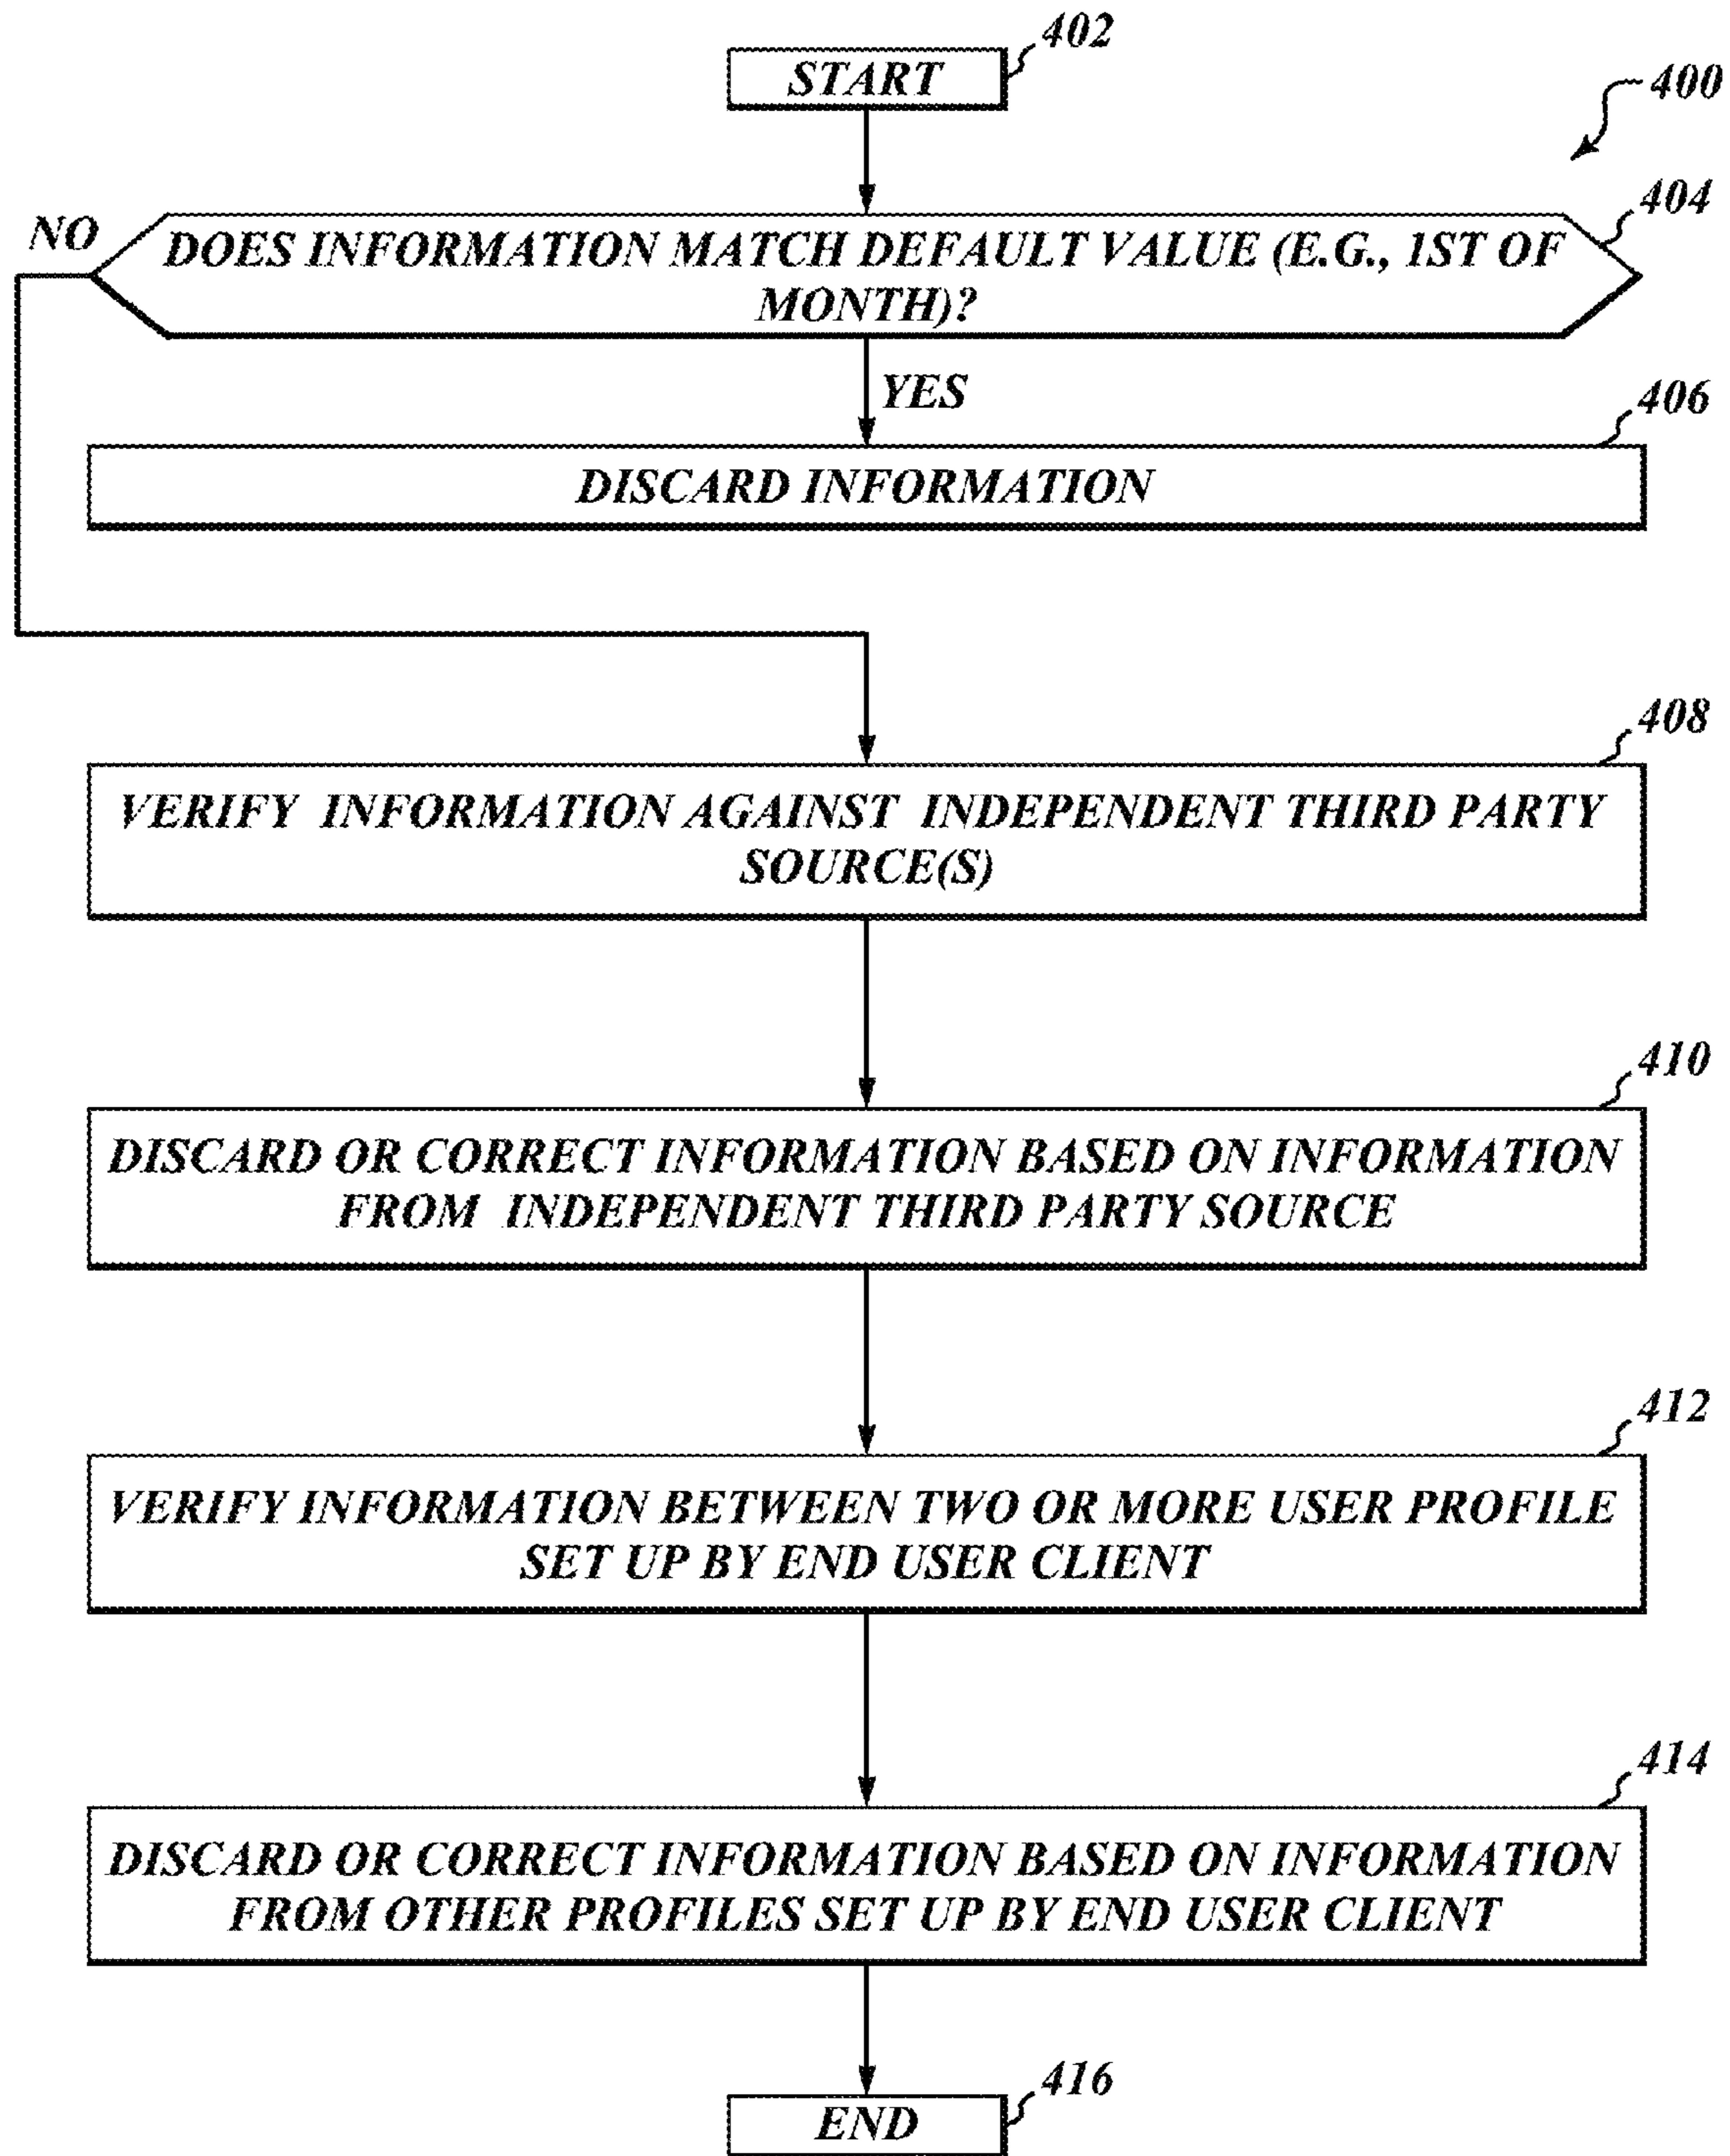 402
START
400
404
NO
DOES INFORMATION MATCH DEFAULT VALUE (E.G., 1ST OF
MONTH)?
YES
406
DISCARD INFORMATION
408
VERIFY INFORMATION AGAINST INDEPENDENT THIRD PARTY
SOURCE(S)
410
DISCARD OR CORRECT INFORMATION BASED ON INFORMATION
FROM INDEPENDENT THIRD PARTY SOURCE
412
VERIFY INFORMATION BETWEEN TWO OR MORE USER PROFILE
SET UP BY END USER CLIENT
414
DISCARD OR CORRECT INFORMATION BASED ON INFORMATION
FROM OTHER PROFILES SET UP BY END USER CLIENT
416
END